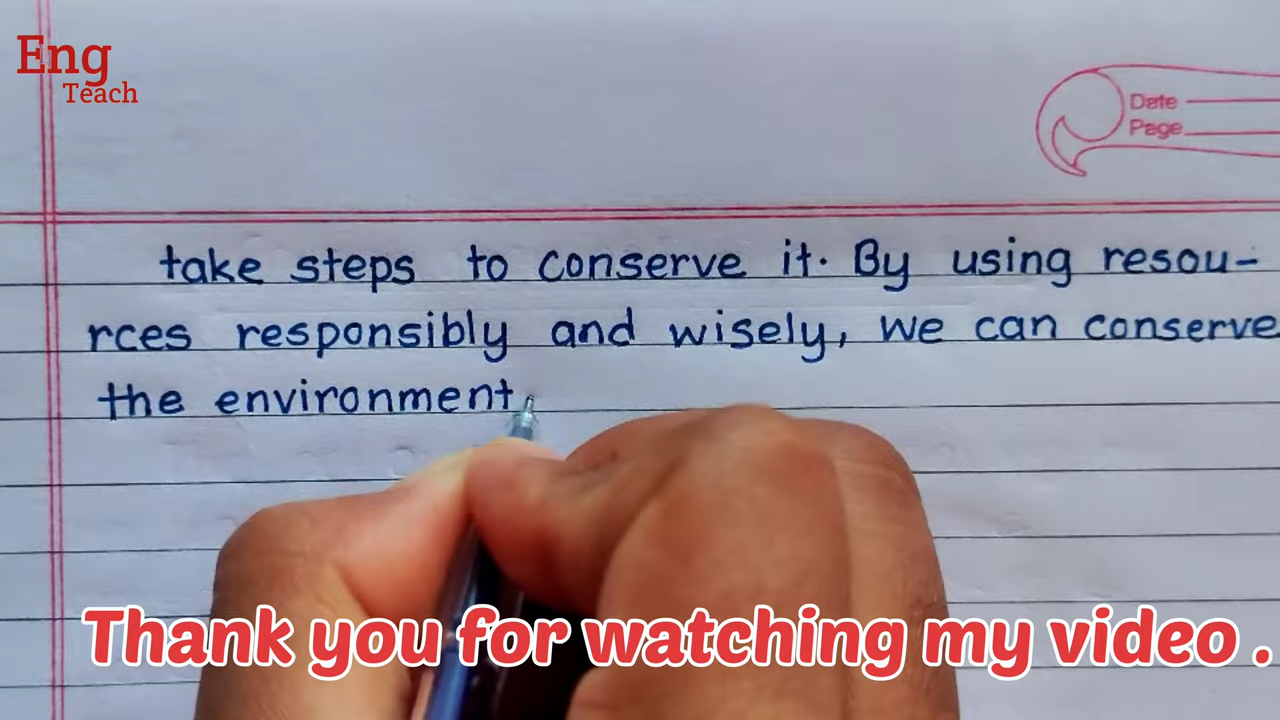 Eng
Teach
Date
Page
take steps to conserve it. By using resou-
rces responsibly and wisely, we can conserve
the environment.
Thank you for watching my video .